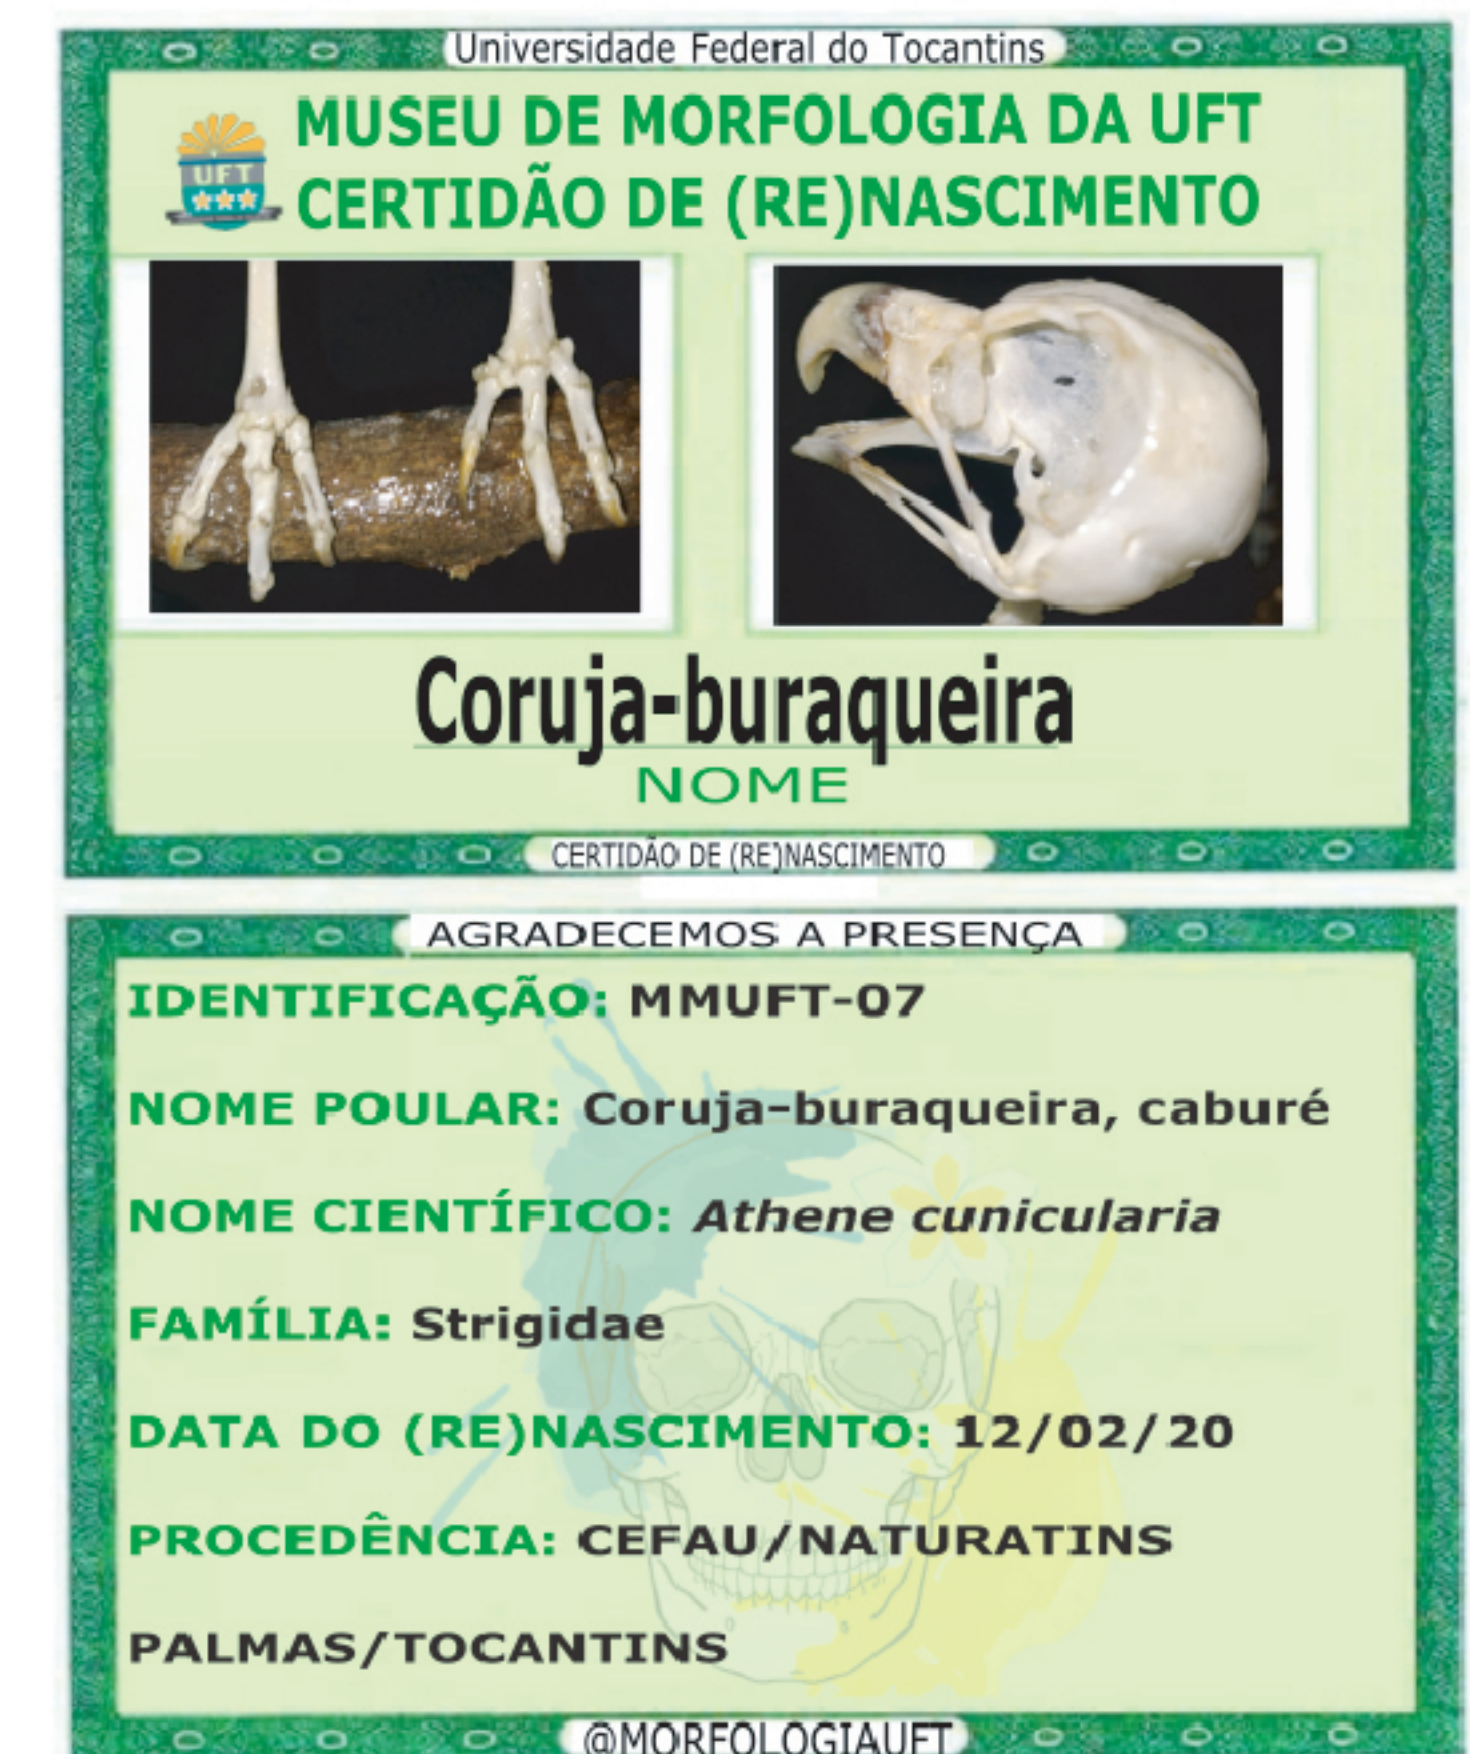 Universidade Federal do Tocantins
UFT
MUSEU DE MORFOLOGIA DA UFT
CERTIDÃO DE (RE)NASCIMENTO
Coruja-buraqueira
NOME
CERTIDÃO DE (RE)NASCIMENTO
AGRADECEMOS A PRESENÇA
IDENTIFICAÇÃO: MMUFT-07
NOME POULAR: Coruja-buraqueira, caburé
NOME CIENTÍFICO: Athene cunicularia
FAMÍLIA: Strigidae
DATA DO (RE)NASCIMENTO: 12/02/20
PROCEDÊNCIA: CEFAU/NATURATINS
PALMAS/TOCANTINS
@MORFOLOGIAUFT